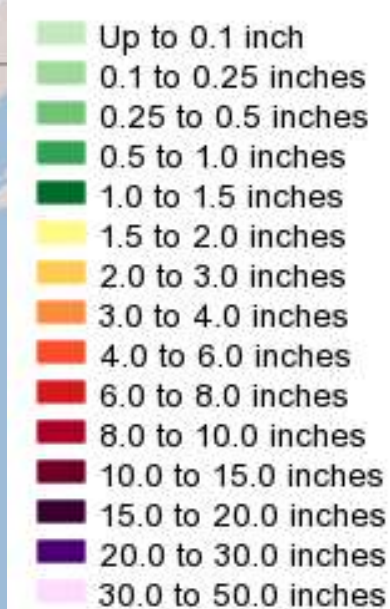 Up to 0.1 inch
0.1 to 0.25 inches
0.25 to 0.5 inches
0.5 to 1.0 inches
1.0 to 1.5 inches
1.5 to 2.0 inches
2.0 to 3.0 inches
3.0 to 4.0 inches
4.0 to 6.0 inches
6.0 to 8.0 inches
8.0 to 10.0 inches
10.0 to 15.0 inches
15.0 to 20.0 inches
20.0 to 30.0 inches
30.0 to 50.0 inches